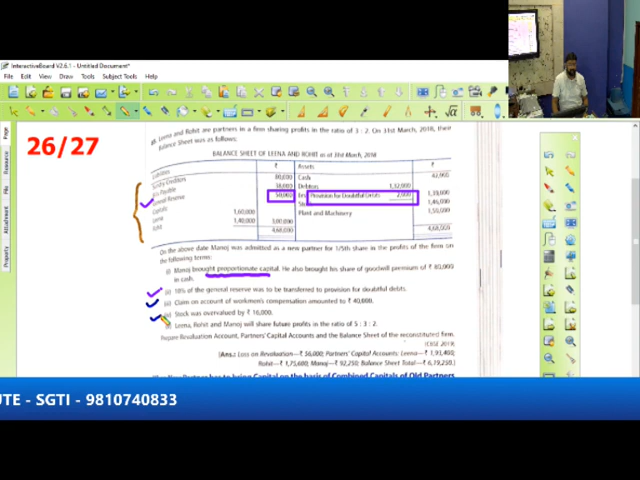 InteractiveBoard V2.6.1 - Untitled Document*
File Edit View Draw Tools Subject Tools Help
Page
Resource
File
Attachment
Property
26/27
Leena and Rohit are partners in a firm sharing profits in the ratio of 3 : 2. On 31st March, 2018, their
Balance Sheet was as follows:
BALANCE SHEET OF LEENA AND ROHIT as at 31st March, 2018
Liabilities ₹ Assets ₹
Sundry Creditors 80,000 Cash 42,000
Bills Payable 38,000 Debtors 1,32,000
General Reserve 50,000 Provision for Doubtful Debts 2,000 1,30,000
Capitals 1,46,000
Leena 1,60,000 Plant and Machinery 1,50,000
Rohit 1,40,000 3,00,000
4,68,000 4,68,000
On the above date Manoj was admitted as a new partner for 1/5th share in the profits of the firm on
the following terms:
(i) Manoj brought proportionate capital. He also brought his share of goodwill premium of ₹ 80,000
in cash.
(ii) 18% of the general reserve was to be transferred to provision for doubtful debts.
(iii) Claim on account of workmen's compensation amounted to ₹ 40,000.
Stock was overvalued by ₹ 16,000.
Leena, Rohit and Manoj will share future profits in the ratio of 5 : 3 : 2.
Prepare Revaluation Account, Partners' Capital Accounts and the Balance Sheet of the reconstituted firm.
(CBSE 2019)
(Ans.: Loss on Revaluation—₹ 56,000; Partners' Capital Accounts: Leena—₹ 1,93,400;
Rohit—₹ 1,75,600; Manoj—₹ 92,250; Balance Sheet Total—₹ 6,19,250.)
Partner has to bring Capital on the basis of Combined Capitals of Old Partners
UTE - SGTI - 9810740833